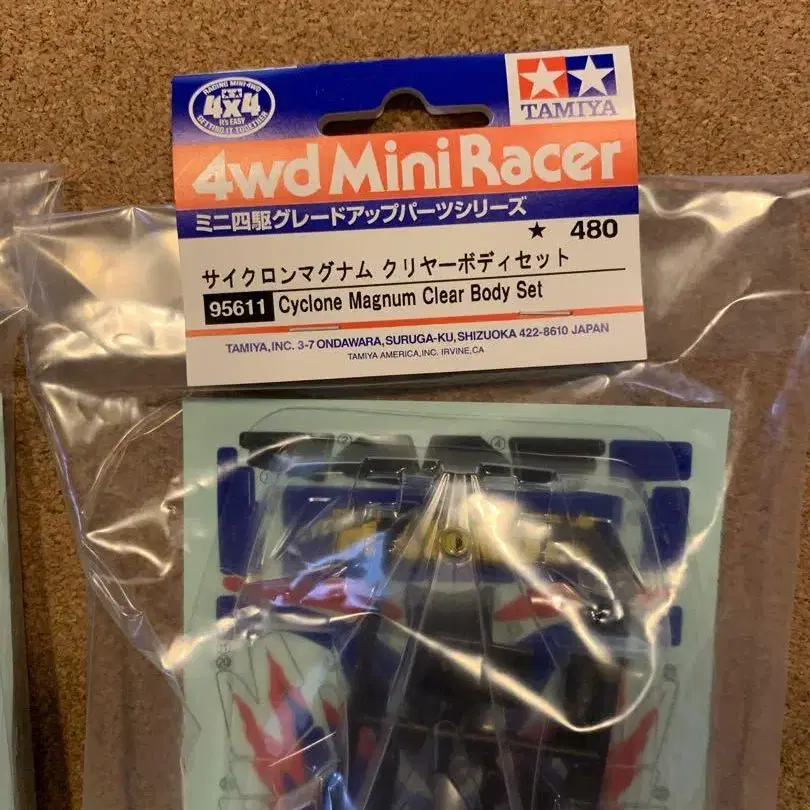 RACING MINI 4WD
4x4
It's EASY
GETTING IT TOGETHER
TAMIYA
4wd Mini Racer
ミニ四駆グレードアップパーツシリーズ
★ 480
サイクロンマグナム クリヤーボディセット
95611 Cyclone Magnum Clear Body Set
TAMIYA,INC. 3-7 ONDAWARA,SURUGA-KU,SHIZUOKA 422-8610 JAPAN
TAMIYA AMERICA,INC. IRVINE,CA